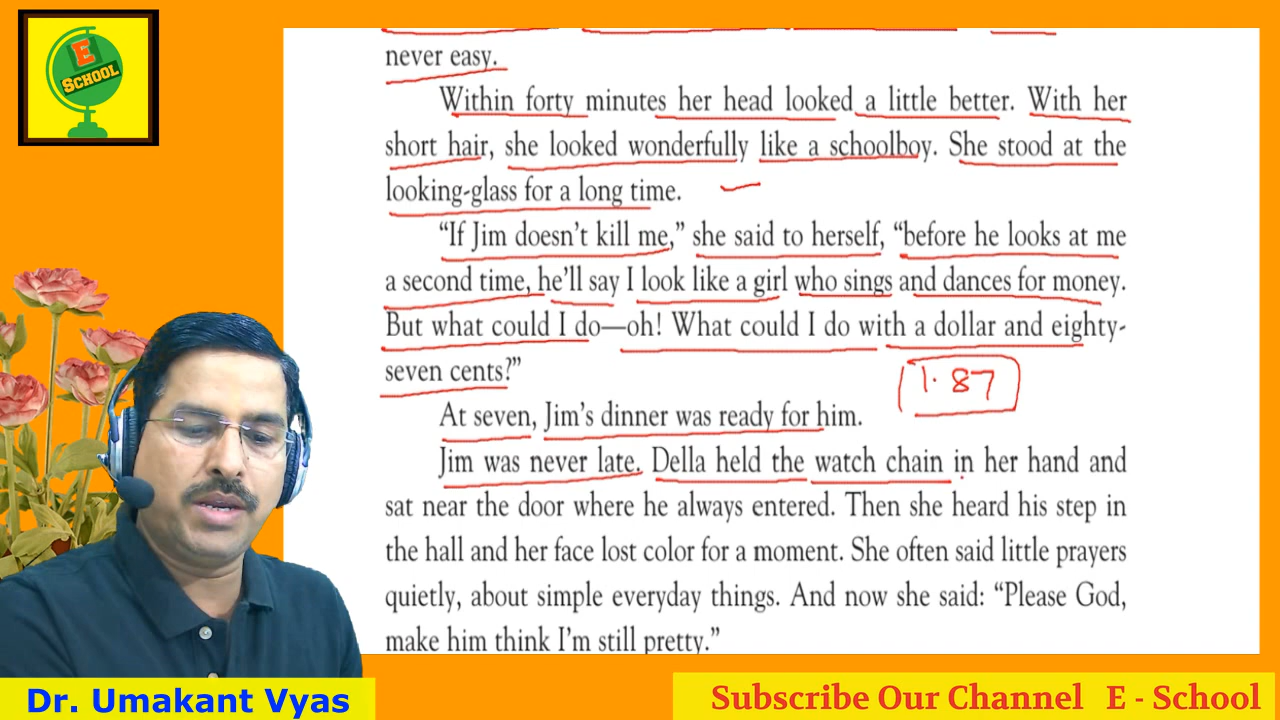 E
SCHOOL
never easy.
Within forty minutes her head looked a little better. With her
short hair, she looked wonderfully like a schoolboy. She stood at the
looking-glass for a long time.
“If Jim doesn’t kill me,” she said to herself, “before he looks at me
a second time, he’ll say I look like a girl who sings and dances for money.
But what could I do—oh! What could I do with a dollar and eighty-
seven cents?”
1.87
At seven, Jim’s dinner was ready for him.
Jim was never late. Della held the watch chain in her hand and
sat near the door where he always entered. Then she heard his step in
the hall and her face lost color for a moment. She often said little prayers
quietly, about simple everyday things. And now she said: “Please God,
make him think I’m still pretty.”
Dr. Umakant Vyas
Subscribe Our Channel E - School